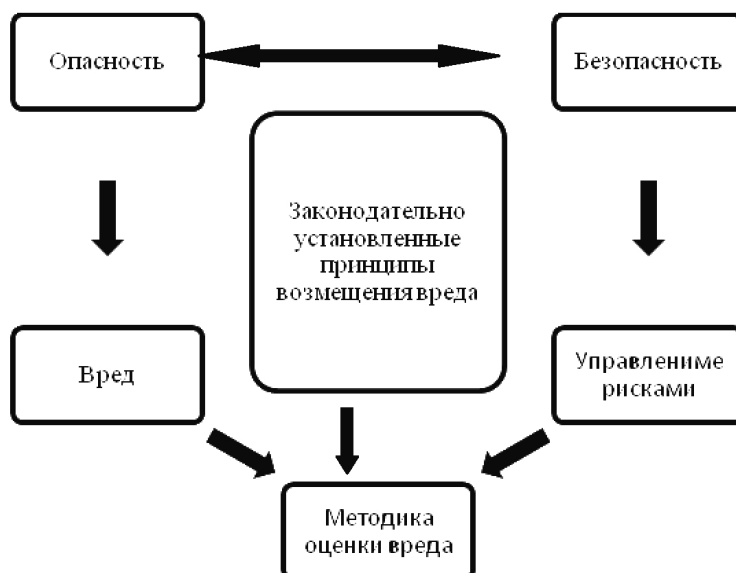 Опасность
Безопасность
Законодательно
установленные
принципы
возмещения вреда
Вред
Управлениме
рисками
Методика
оценки вреда